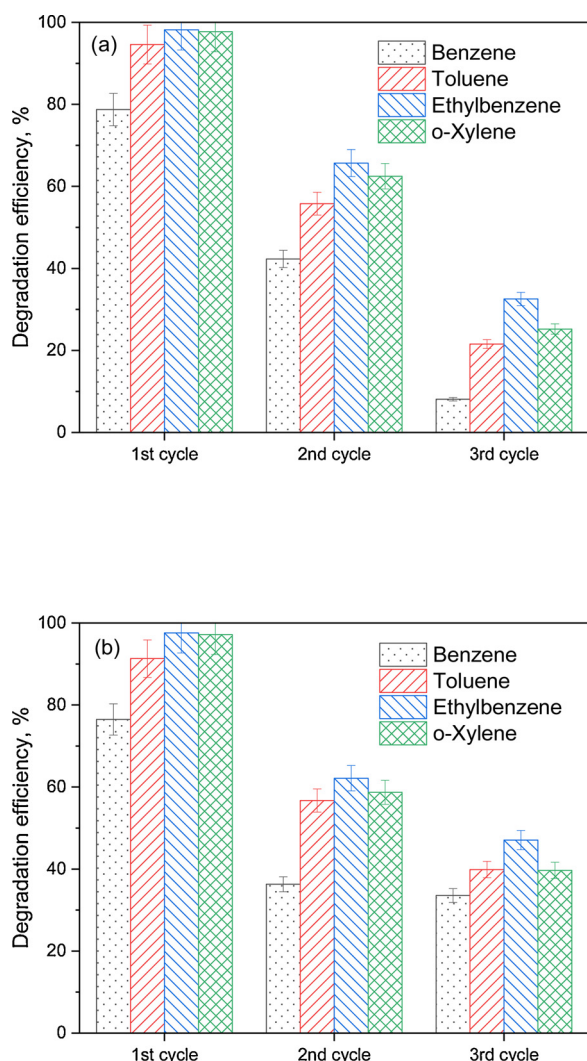 100
(a)
Benzene
Toluene
Ethylbenzene
o-Xylene
80
60
40
20
0
Degradation efficiency, %
1st cycle 2nd cycle 3rd cycle
100
(b)
Benzene
Toluene
Ethylbenzene
o-Xylene
80
60
40
20
0
Degradation efficiency, %
1st cycle 2nd cycle 3rd cycle